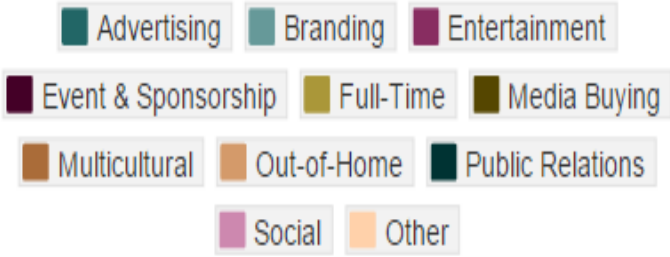 Advertising Branding Entertainment
Event & Sponsorship Full-Time Media Buying
Multicultural Out-of-Home Public Relations
Social Other